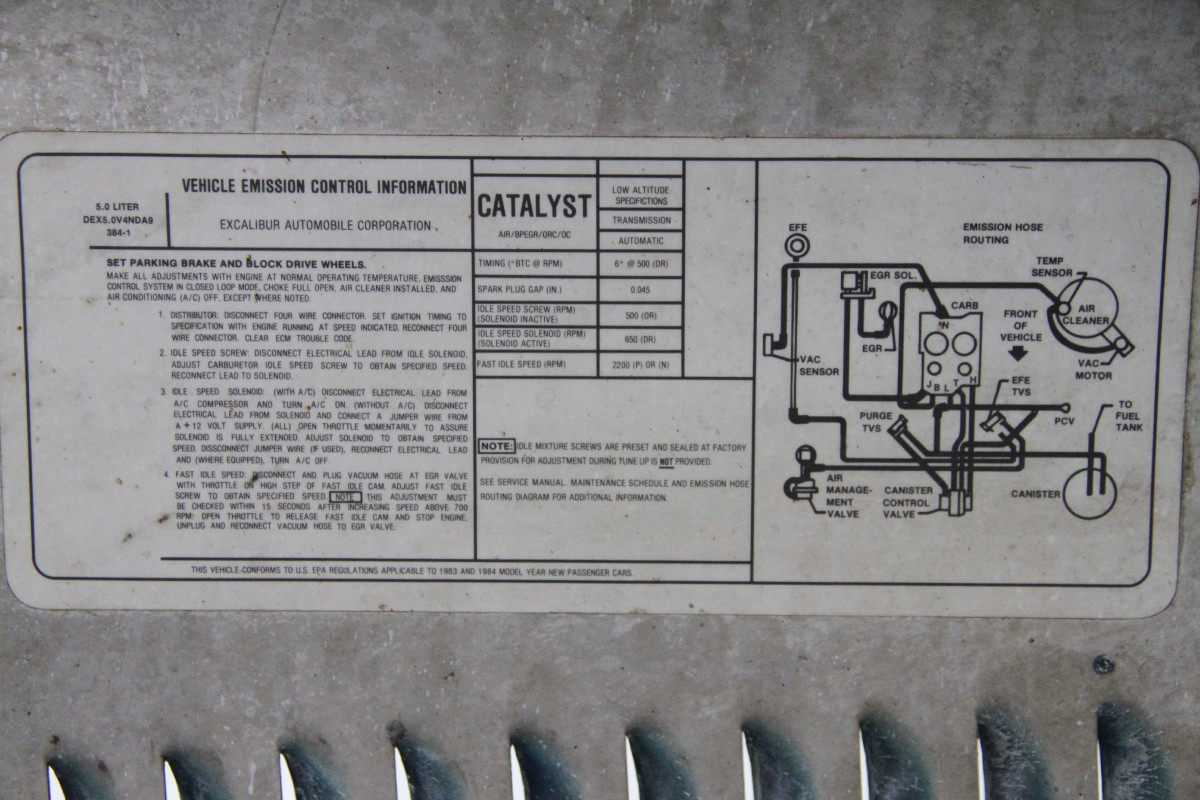 5.0 LITER
DEX5.0V4NDA9
384-1
VEHICLE EMISSION CONTROL INFORMATION
EXCALIBUR AUTOMOBILE CORPORATION
SET PARKING BRAKE AND BLOCK DRIVE WHEELS.
MAKE ALL ADJUSTMENTS WITH ENGINE AT NORMAL OPERATING TEMPERATURE, EMISSSION
CONTROL SYSTEM IN CLOSED LOOP MODE, CHOKE FULL OPEN, AIR CLEANER INSTALLED, AND
AIR CONDITIONING (A/C) OFF, EXCEPT WHERE NOTED.
1. DISTRIBUTOR: DISCONNECT FOUR WIRE CONNECTOR. SET IGNITION TIMING TO
SPECIFICATION WITH ENGINE RUNNING AT SPEED INDICATED. RECONNECT FOUR
WIRE CONNECTOR. CLEAR ECM TROUBLE CODE.
2. IDLE SPEED SCREW: DISCONNECT ELECTRICAL LEAD FROM IDLE SOLENOID.
ADJUST CARBURETOR IDLE SPEED SCREW TO OBTAIN SPECIFIED SPEED.
RECONNECT LEAD TO SOLENOID.
3. IDLE SPEED SOLENOID: (WITH A/C) DISCONNECT ELECTRICAL LEAD FROM
A/C COMPRESSOR AND TURN A/C ON (WITHOUT A/C) DISCONNECT
ELECTRICAL LEAD FROM SOLENOID AND CONNECT A JUMPER WIRE FROM
A +12 VOLT SUPPLY. (ALL) OPEN THROTTLE MOMENTARILY TO ASSURE
SOLENOID IS FULLY EXTENDED. ADJUST SOLENOID TO OBTAIN SPECIFIED
SPEED, DISSCONNECT JUMPER WIRE (IF USED), RECONNECT ELECTRICAL LEAD
AND (WHERE EQUIPPED), TURN A/C OFF.
4. FAST IDLE SPEED: DISCONNECT AND PLUG VACUUM HOSE AT EGR VALVE
WITH THROTTLE ON HIGH STEP OF FAST IDLE CAM, ADJUST FAST IDLE
SCREW TO OBTAIN SPECIFIED SPEED NOTE: THIS ADJUSTMENT MUST
BE CHECKED WITHIN 15 SECONDS AFTER INCREASING SPEED ABOVE 700
RPM: OPEN THROTTLE TO RELEASE FAST IDLE CAM AND STOP ENGINE,
UNPLUG AND RECONNECT VACUUM HOSE TO EGR VALVE.
THIS VEHICLE-CONFORMS TO U.S. EPA REGULATIONS APPLICABLE TO 1983 AND 1984 MODEL YEAR NEW PASSENGER CARS.
CATALYST
AIR/BPEGR/ORC/OC
LOW ALTITUDE
SPECIFICTIONS
TRANSMISSION
AUTOMATIC
TIMING (°BTC @ RPM) 6° @ 500 (DR)
SPARK PLUG GAP (IN.) 0.045
IDLE SPEED SCREW (RPM)
(SOLENOID INACTIVE) 500 (DR)
IDLE SPEED SOLENOID (RPM)
(SOLENOID ACTIVE) 650 (DR)
FAST IDLE SPEED (RPM) 2200 (P) OR (N)
NOTE: IDLE MIXTURE SCREWS ARE PRESET AND SEALED AT FACTORY
PROVISION FOR ADJUSTMENT DURING TUNE UP IS NOT PROVIDED.
SEE SERVICE MANUAL. MAINTENANCE SCHEDULE AND EMISSION HOSE
ROUTING DIAGRAM FOR ADDITIONAL INFORMATION.
EMISSION HOSE
ROUTING
EFE
EGR SOL.
TEMP
SENSOR
CARB
AIR
CLEANER
FRONT
OF
VEHICLE
EGR
VAC
SENSOR
VAC
MOTOR
N
J B L T H
EFE
TVS
PURGE
TVS
PCV
TO
FUEL
TANK
AIR
MANAGE-
MENT
VALVE
CANISTER
CONTROL
VALVE
CANISTER